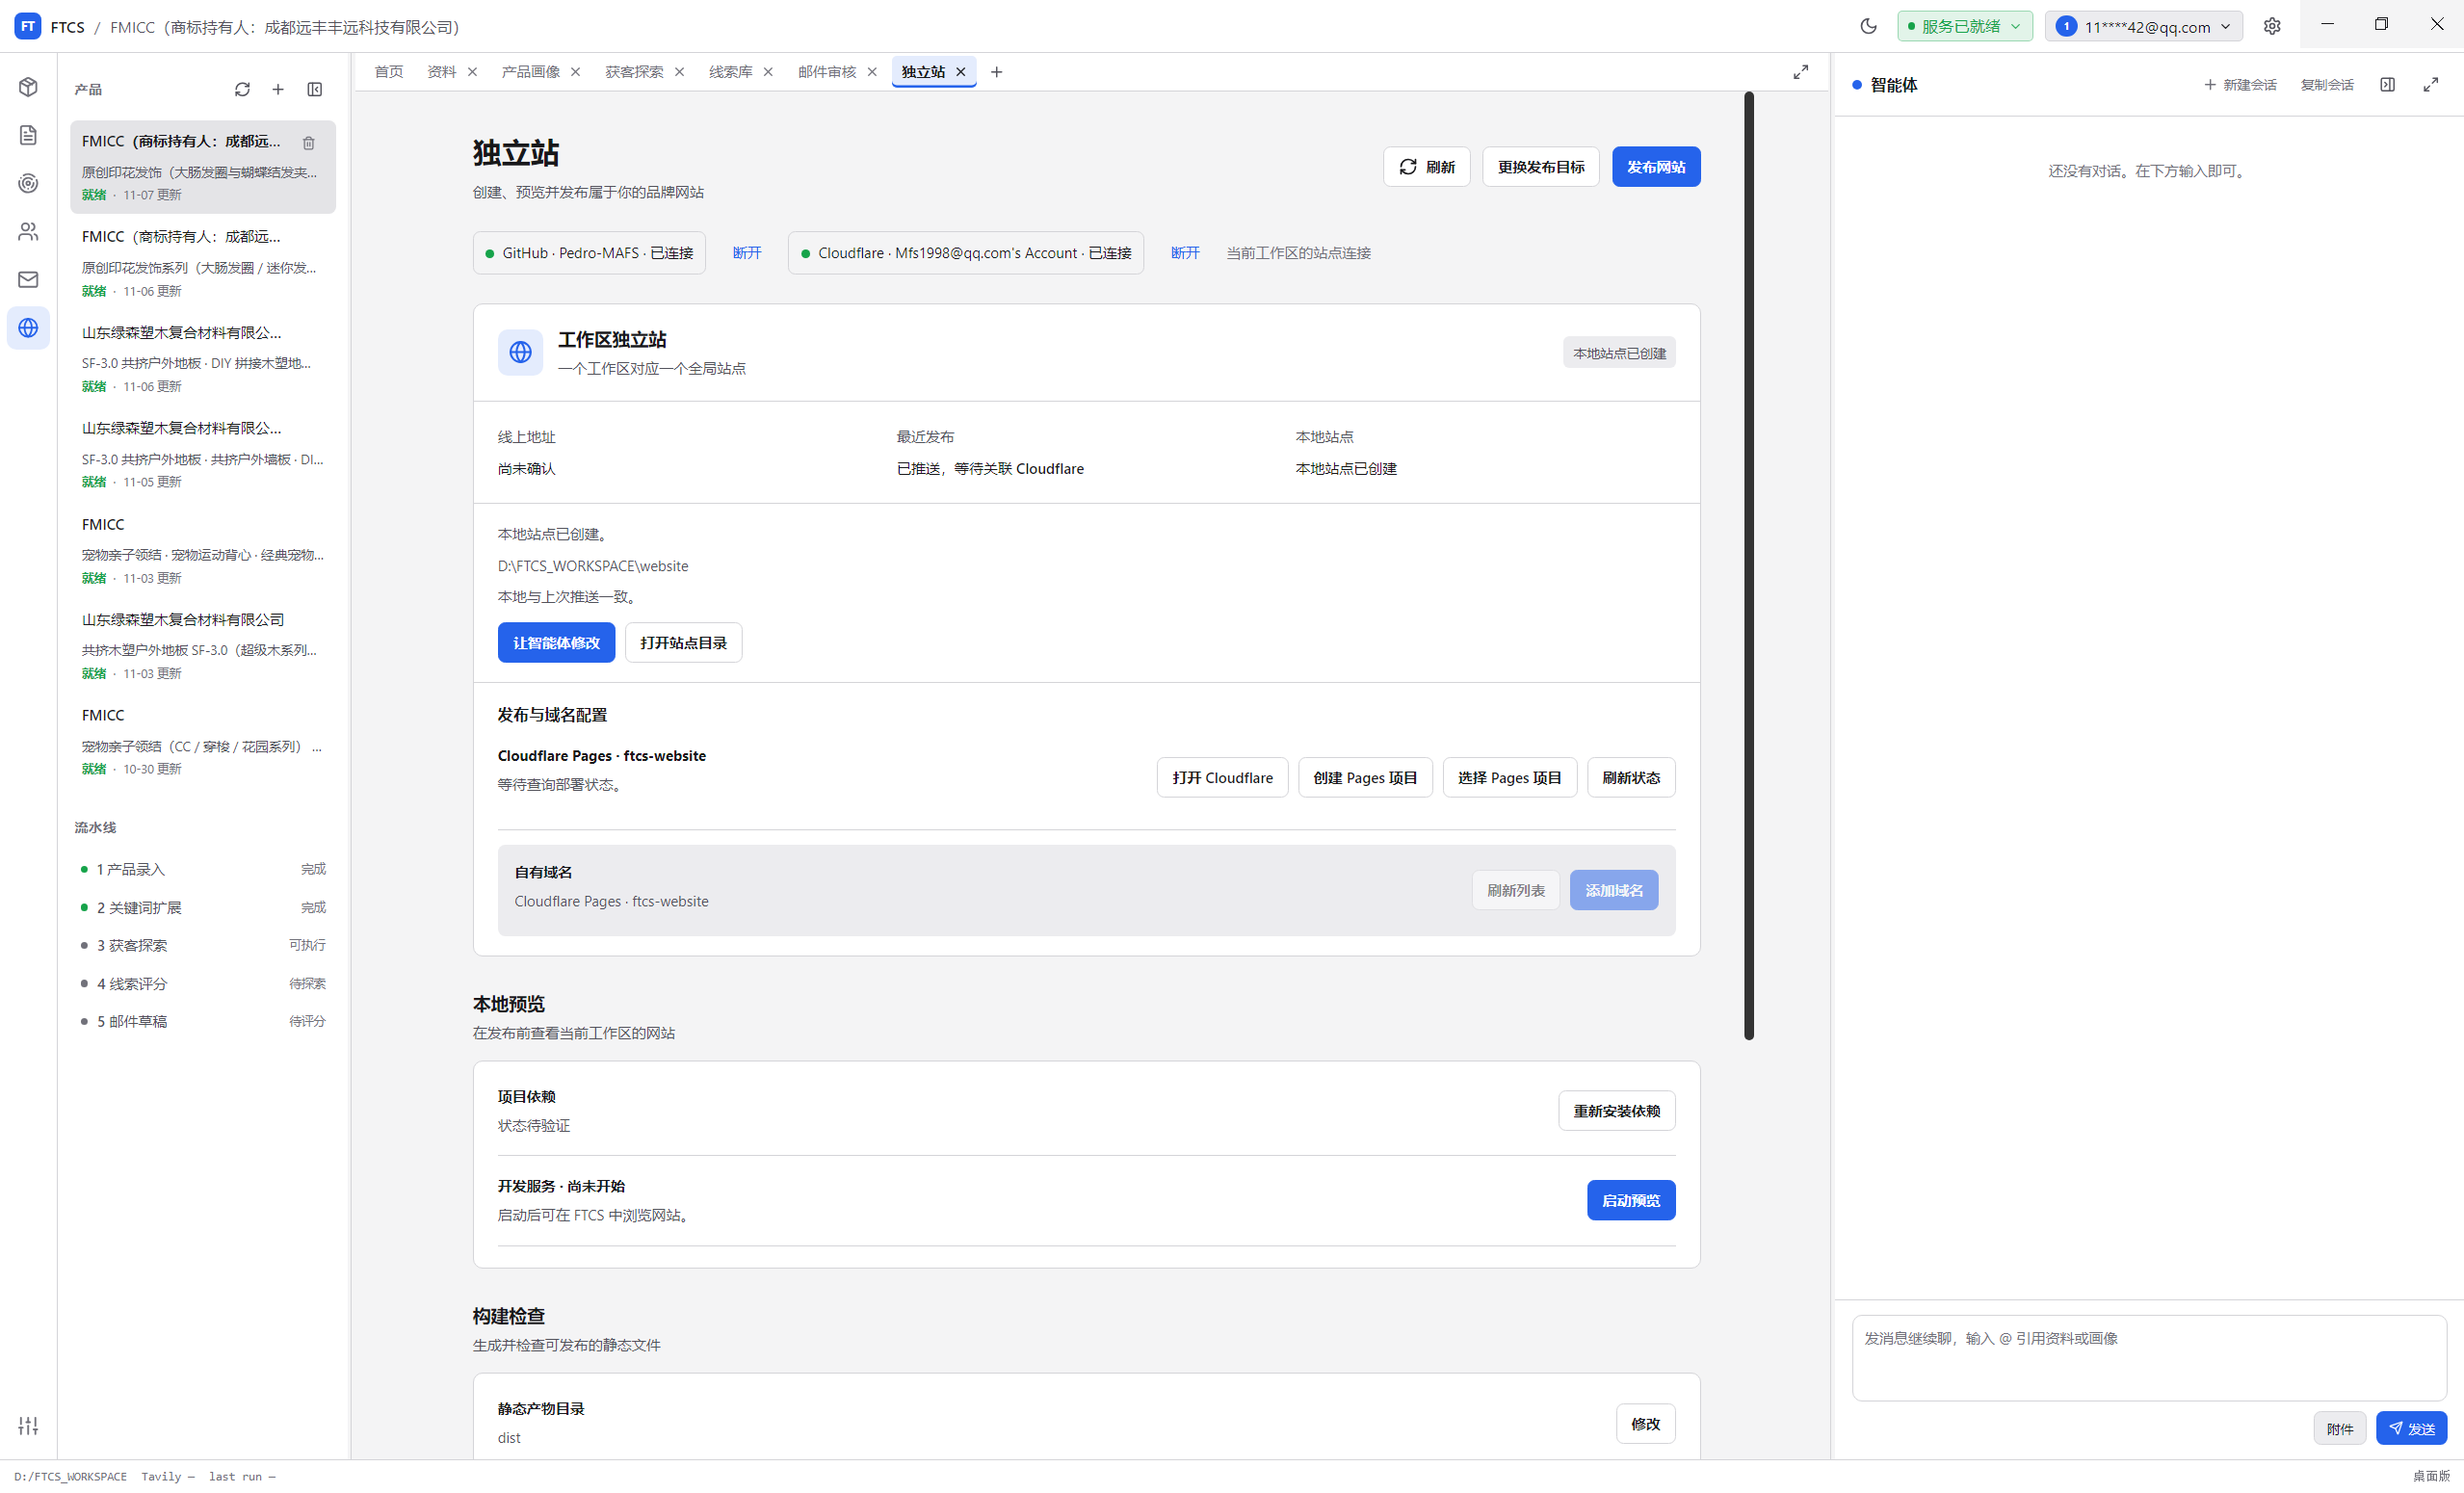 FT FTCS / FMICC（商标持有人：成都远丰丰远科技有限公司）
服务已就绪
1 11****42@qq.com
产品
FMICC（商标持有人：成都远...
原创印花发饰（大肠发圈与蝴蝶结发夹...
就绪 · 11-07 更新
FMICC（商标持有人：成都远...
原创印花发饰系列（大肠发圈 / 迷你发...
就绪 · 11-06 更新
山东绿森塑木复合材料有限公...
SF-3.0 共挤户外地板 · DIY 拼接木塑地...
就绪 · 11-06 更新
山东绿森塑木复合材料有限公...
SF-3.0 共挤户外地板 · 共挤户外墙板 · DI...
就绪 · 11-05 更新
FMICC
宠物亲子领结 · 宠物运动背心 · 经典宠物...
就绪 · 11-03 更新
山东绿森塑木复合材料有限公司
共挤木塑户外地板 SF-3.0（超级木系列...
就绪 · 11-03 更新
FMICC
宠物亲子领结（CC / 穿梭 / 花园系列） ...
就绪 · 10-30 更新
流水线
1 产品录入 完成
2 关键词扩展 完成
3 获客探索 可执行
4 线索评分 待探索
5 邮件草稿 待评分
首页 资料 产品画像 获客探索 线索库 邮件审核 独立站
独立站
创建、预览并发布属于你的品牌网站
刷新 更换发布目标 发布网站
GitHub · Pedro-MAFS · 已连接 断开 Cloudflare · Mfs1998@qq.com's Account · 已连接 断开 当前工作区的站点连接
工作区独立站
一个工作区对应一个全局站点
本地站点已创建
线上地址 最近发布 本地站点
尚未确认 已推送，等待关联 Cloudflare 本地站点已创建
本地站点已创建。
D:\FTCS_WORKSPACE\website
本地与上次推送一致。
让智能体修改 打开站点目录
发布与域名配置
Cloudflare Pages · ftcs-website
等待查询部署状态。
打开 Cloudflare 创建 Pages 项目 选择 Pages 项目 刷新状态
自有域名
Cloudflare Pages · ftcs-website
刷新列表 添加域名
本地预览
在发布前查看当前工作区的网站
项目依赖
状态待验证
重新安装依赖
开发服务 · 尚未开始
启动后可在 FTCS 中浏览网站。
启动预览
构建检查
生成并检查可发布的静态文件
静态产物目录
dist
修改
智能体
新建会话 复制会话
还没有对话。在下方输入即可。
发消息继续聊，输入 @ 引用资料或画像
附件 发送
D:/FTCS_WORKSPACE Tavily — last run —
桌面版